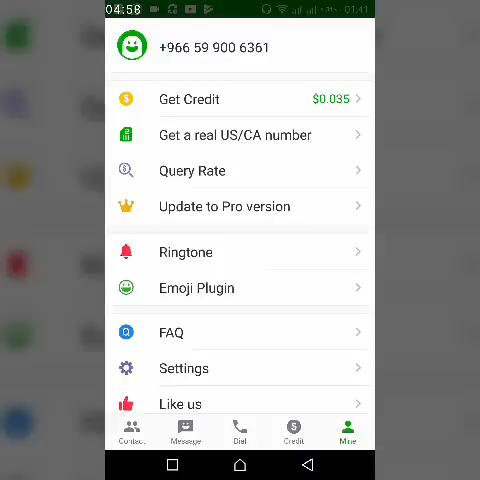 04:58
01:41
+966 59 900 6361
Get Credit $0.035
Get a real US/CA number
Query Rate
Update to Pro version
Ringtone
Emoji Plugin
FAQ
Settings
Like us
Contact Message Dial Credit Mine